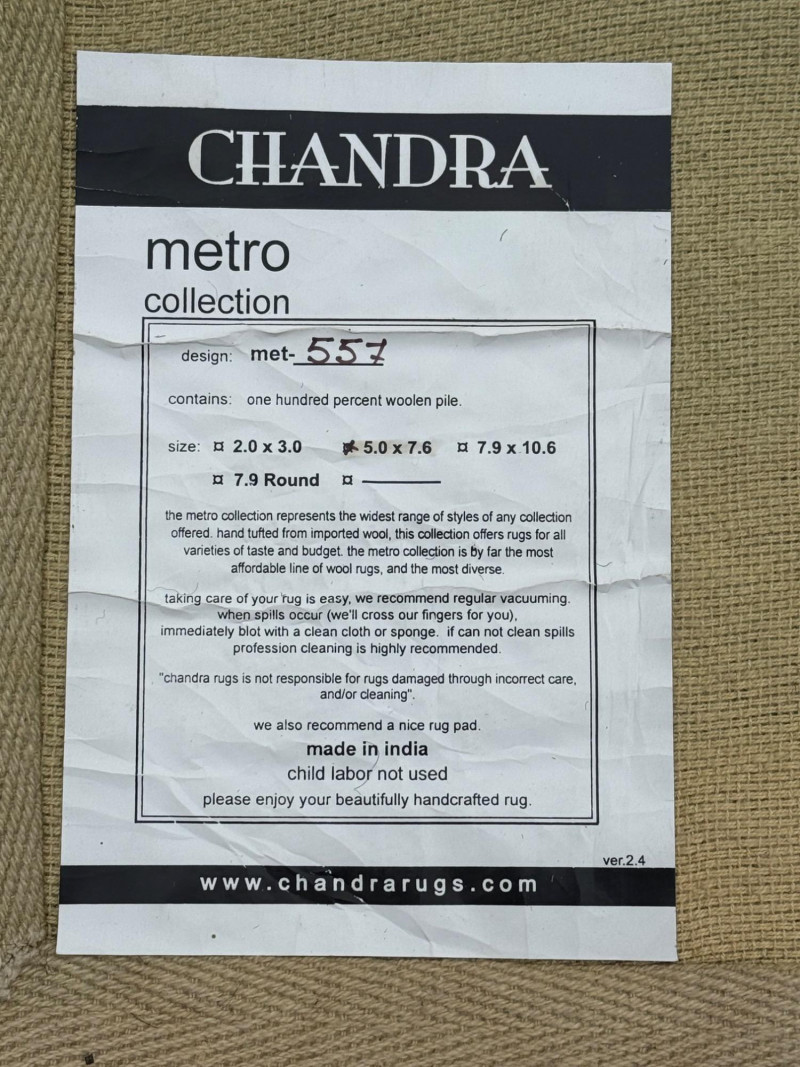 CHANDRA
metro
collection
design: met- 557
contains: one hundred percent woolen pile.
size: ¤ 2.0 x 3.0 ¤ 5.0 x 7.6 ¤ 7.9 x 10.6
¤ 7.9 Round ¤
the metro collection represents the widest range of styles of any collection
offered. hand tufted from imported wool, this collection offers rugs for all
varieties of taste and budget. the metro collection is by far the most
affordable line of wool rugs, and the most diverse.
taking care of your rug is easy, we recommend regular vacuuming.
when spills occur (we'll cross our fingers for you),
immediately blot with a clean cloth or sponge. if can not clean spills
profession cleaning is highly recommended.
"chandra rugs is not responsible for rugs damaged through incorrect care,
and/or cleaning".
we also recommend a nice rug pad.
made in india
child labor not used
please enjoy your beautifully handcrafted rug.
ver.2.4
www.chandrarugs.com